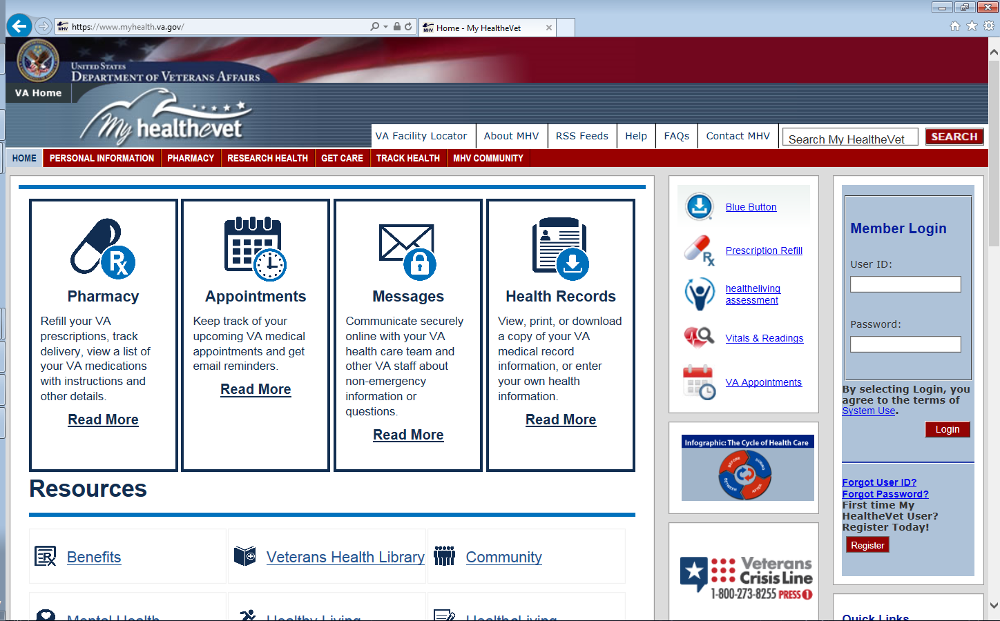 https://www.myhealth.va.gov/
MHV Home - My HealtheVet
UNITED STATES
DEPARTMENT OF VETERANS AFFAIRS
VA Home
My healthevet
VA Facility Locator
About MHV
RSS Feeds
Help
FAQs
Contact MHV
Search My HealtheVet
SEARCH
HOME
PERSONAL INFORMATION
PHARMACY
RESEARCH HEALTH
GET CARE
TRACK HEALTH
MHV COMMUNITY
Rx
Pharmacy
Refill your VA
prescriptions, track
delivery, view a list of
your VA medications
with instructions and
other details.
Read More
Appointments
Keep track of your
upcoming VA medical
appointments and get
email reminders.
Read More
Messages
Communicate securely
online with your VA
health care team and
other VA staff about
non-emergency
information or
questions.
Read More
Health Records
View, print, or download
a copy of your VA
medical record
information, or enter
your own health
information.
Read More
Resources
Benefits
Veterans Health Library
Community
Mental Health
Healthy Living
HealtheLiving
Blue Button
Rx
Prescription Refill
healtheliving
assessment
Vitals & Readings
VA Appointments
Infographic: The Cycle of Health Care
BEFORE
DURING
AFTER
BETWEEN
Veterans
Crisis Line
1-800-273-8255 PRESS 1
Member Login
User ID:
Password:
By selecting Login, you
agree to the terms of
System Use.
Login
Forgot User ID?
Forgot Password?
First time My
HealtheVet User?
Register Today!
Register
Quick Links